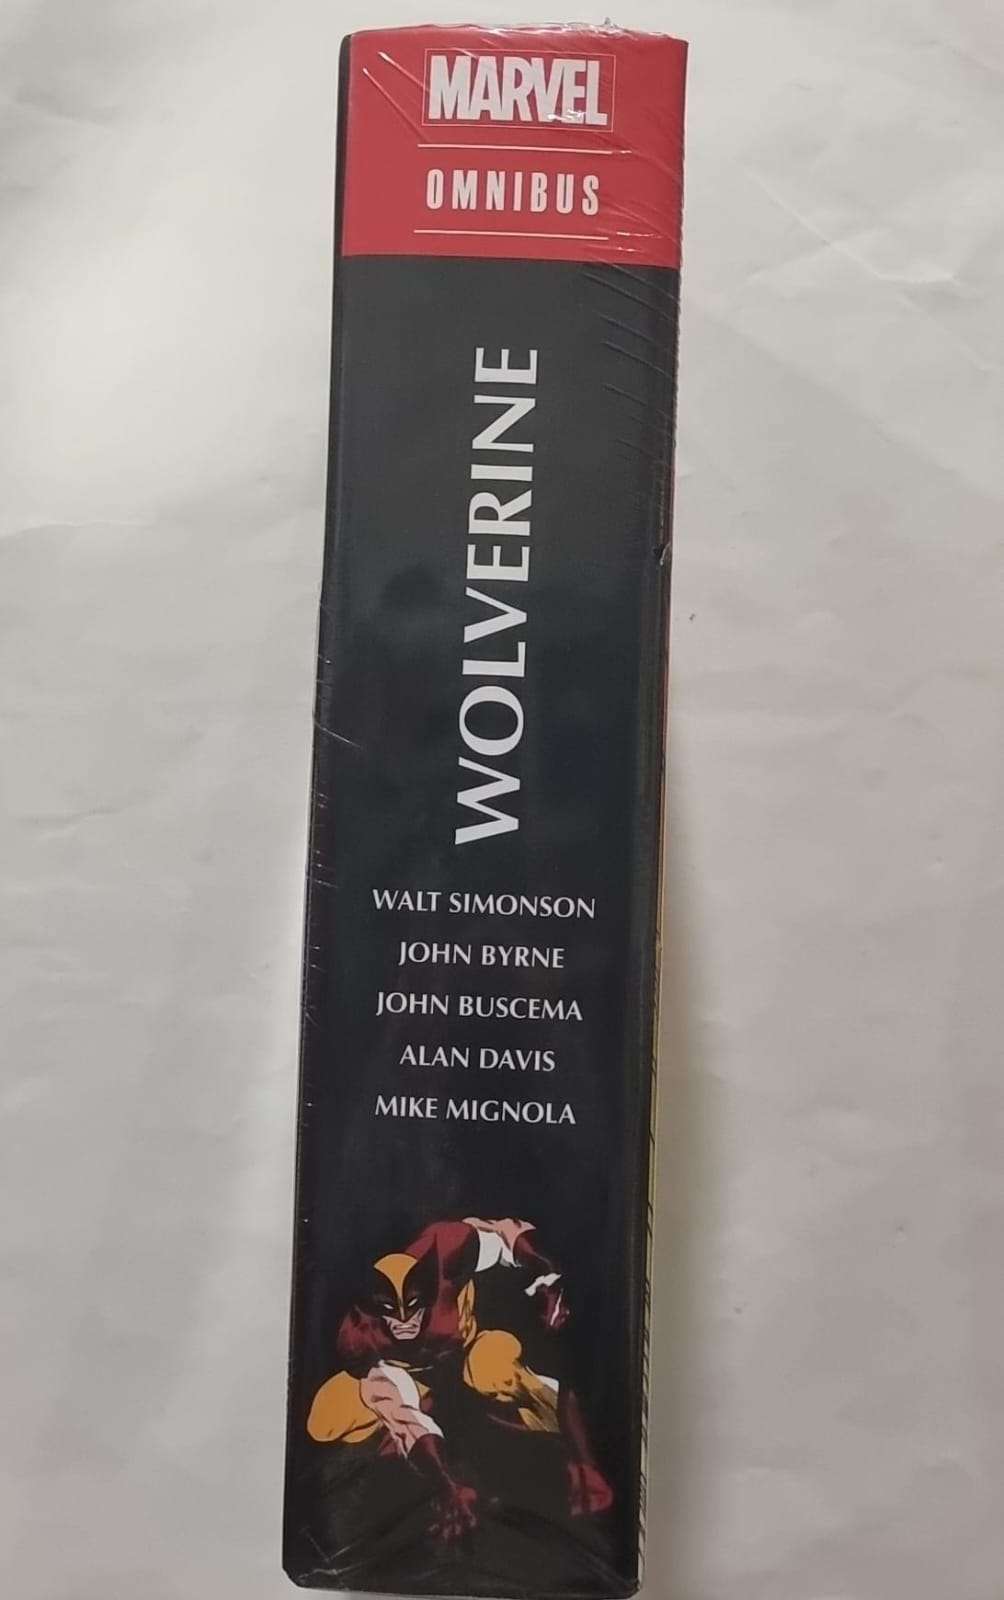 MARVEL
OMNIBUS
WOLVERINE
WALT SIMONSON
JOHN BYRNE
JOHN BUSCEMA
ALAN DAVIS
MIKE MIGNOLA